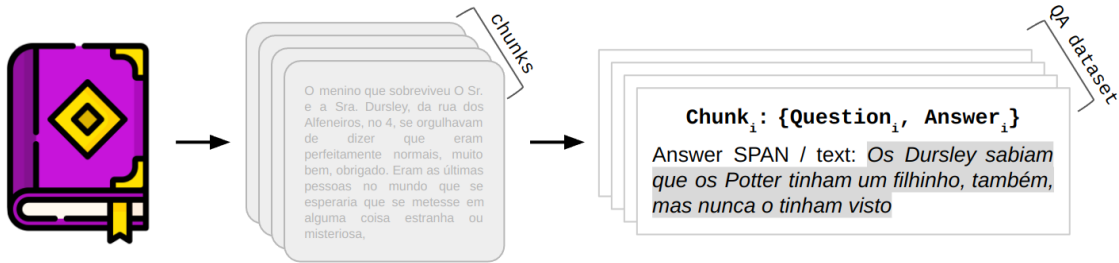 chunks
O menino que sobreviveu O Sr.
e a Sra. Dursley, da rua dos
Alfeneiros, no 4, se orgulhavam
de dizer que eram
perfeitamente normais, muito
bem, obrigado. Eram as últimas
pessoas no mundo que se
esperaria que se metesse em
alguma coisa estranha ou
misteriosa,
QA dataset
Chunk_i: {Question_i, Answer_i}
Answer SPAN / text: Os Dursley sabiam
que os Potter tinham um filhinho, também,
mas nunca o tinham visto